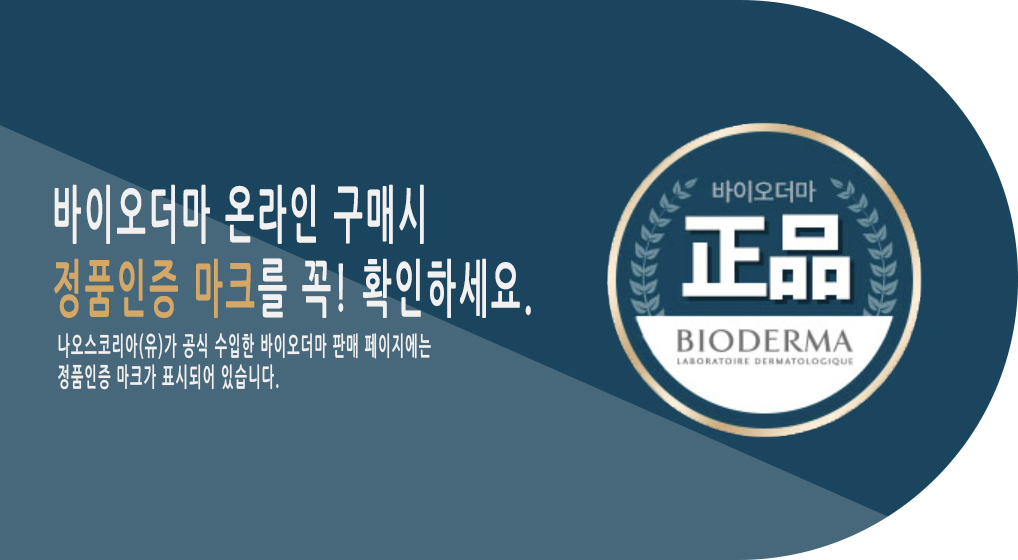 바이오더마 온라인 구매시
정품인증 마크를 꼭! 확인하세요.
나오스코리아(유)가 공식 수입한 바이오더마 판매 페이지에는
정품인증 마크가 표시되어 있습니다.
바이오더마
正品
BIODERMA
LABORATOIRE DERMATOLOGIQUE